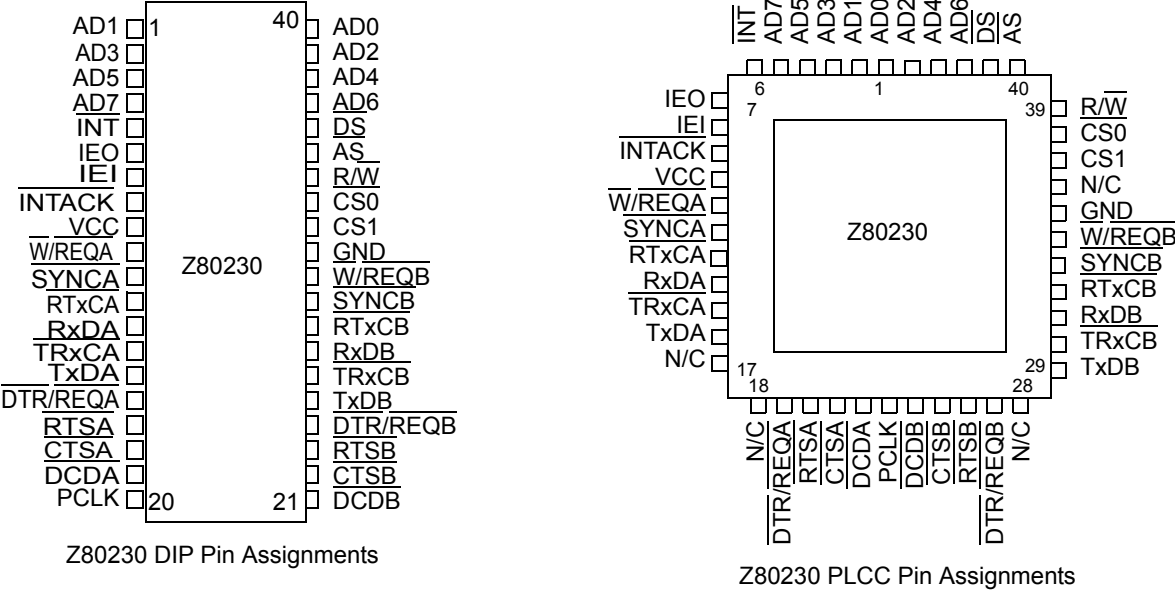 AD1 1 40 AD0
AD3 AD2
AD5 AD4
AD7 AD6
INT DS
IEO AS
IEI R/W
INTACK CS0
VCC CS1
W/REQA GND
SYNCA W/REQB
RTxCA SYNCB
RxDA RTxCB
TRxCA RxDB
TxDA TRxCB
DTR/REQA TxDB
RTSA DTR/REQB
CTSA RTSB
DCDA CTSB
PCLK 20 21 DCDB
Z80230
Z80230 DIP Pin Assignments
INT AD7 AD5 AD3 AD1 AD0 AD2 AD4 AD6 DS AS
6 1 40
7 39
IEO R/W
IEI CS0
INTACK CS1
VCC N/C
W/REQA GND
SYNCA W/REQB
RTxCA SYNCB
RxDA RTxCB
TRxCA RxDB
TxDA TRxCB
N/C TxDB
Z80230
17 29
18 28
N/C DTR/REQA RTSA CTSA DCDA PCLK DCDB CTSB RTSB DTR/REQB N/C
Z80230 PLCC Pin Assignments